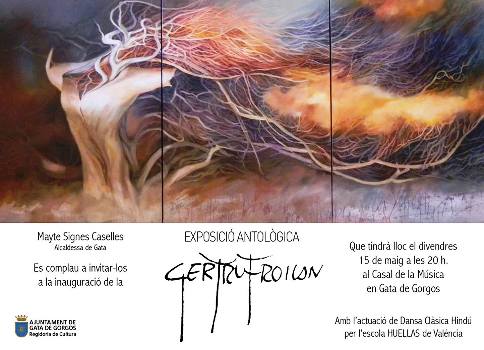 Mayte Signes Caselles
Alcaldessa de Gata
Es complau a invitar-los
a la inauguració de la
AJUNTAMENT DE
GATA DE GORGOS
Regidoria de Cultura
EXPOSICIÓ ANTOLÒGICA
GERTRU FROILON
Que tindrà lloc el divendres
15 de maig a les 20 h.
al Casal de la Música
en Gata de Gorgos
Amb l'actuació de Dansa Clàsica Hindú
per l'escola HUELLAS de València